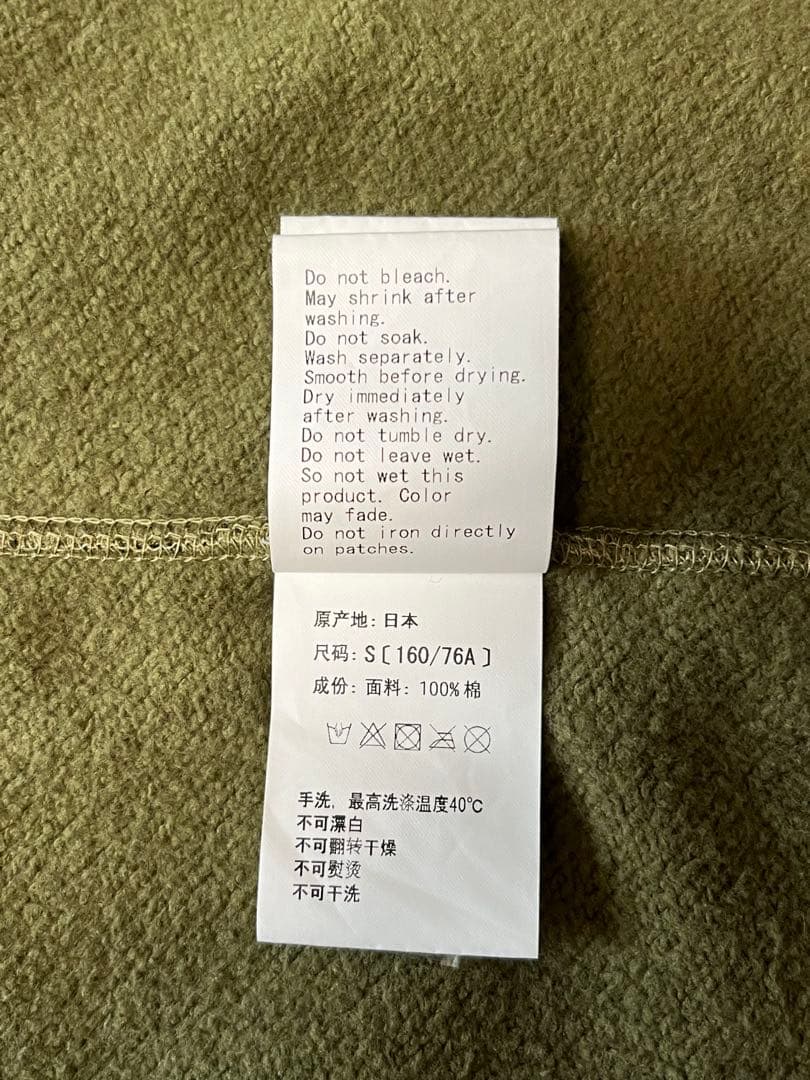 Do not bleach.
May shrink after
washing.
Do not soak.
Wash separately.
Smooth before drying.
Dry immediately
after washing.
Do not tumble dry.
Do not leave wet.
So not wet this
product. Color
may fade.
Do not iron directly
on patches.
原产地: 日本
尺码: S〔160/76A〕
成份: 面料: 100% 棉
手洗, 最高洗涤温度40℃
不可漂白
不可翻转干燥
不可熨烫
不可干洗